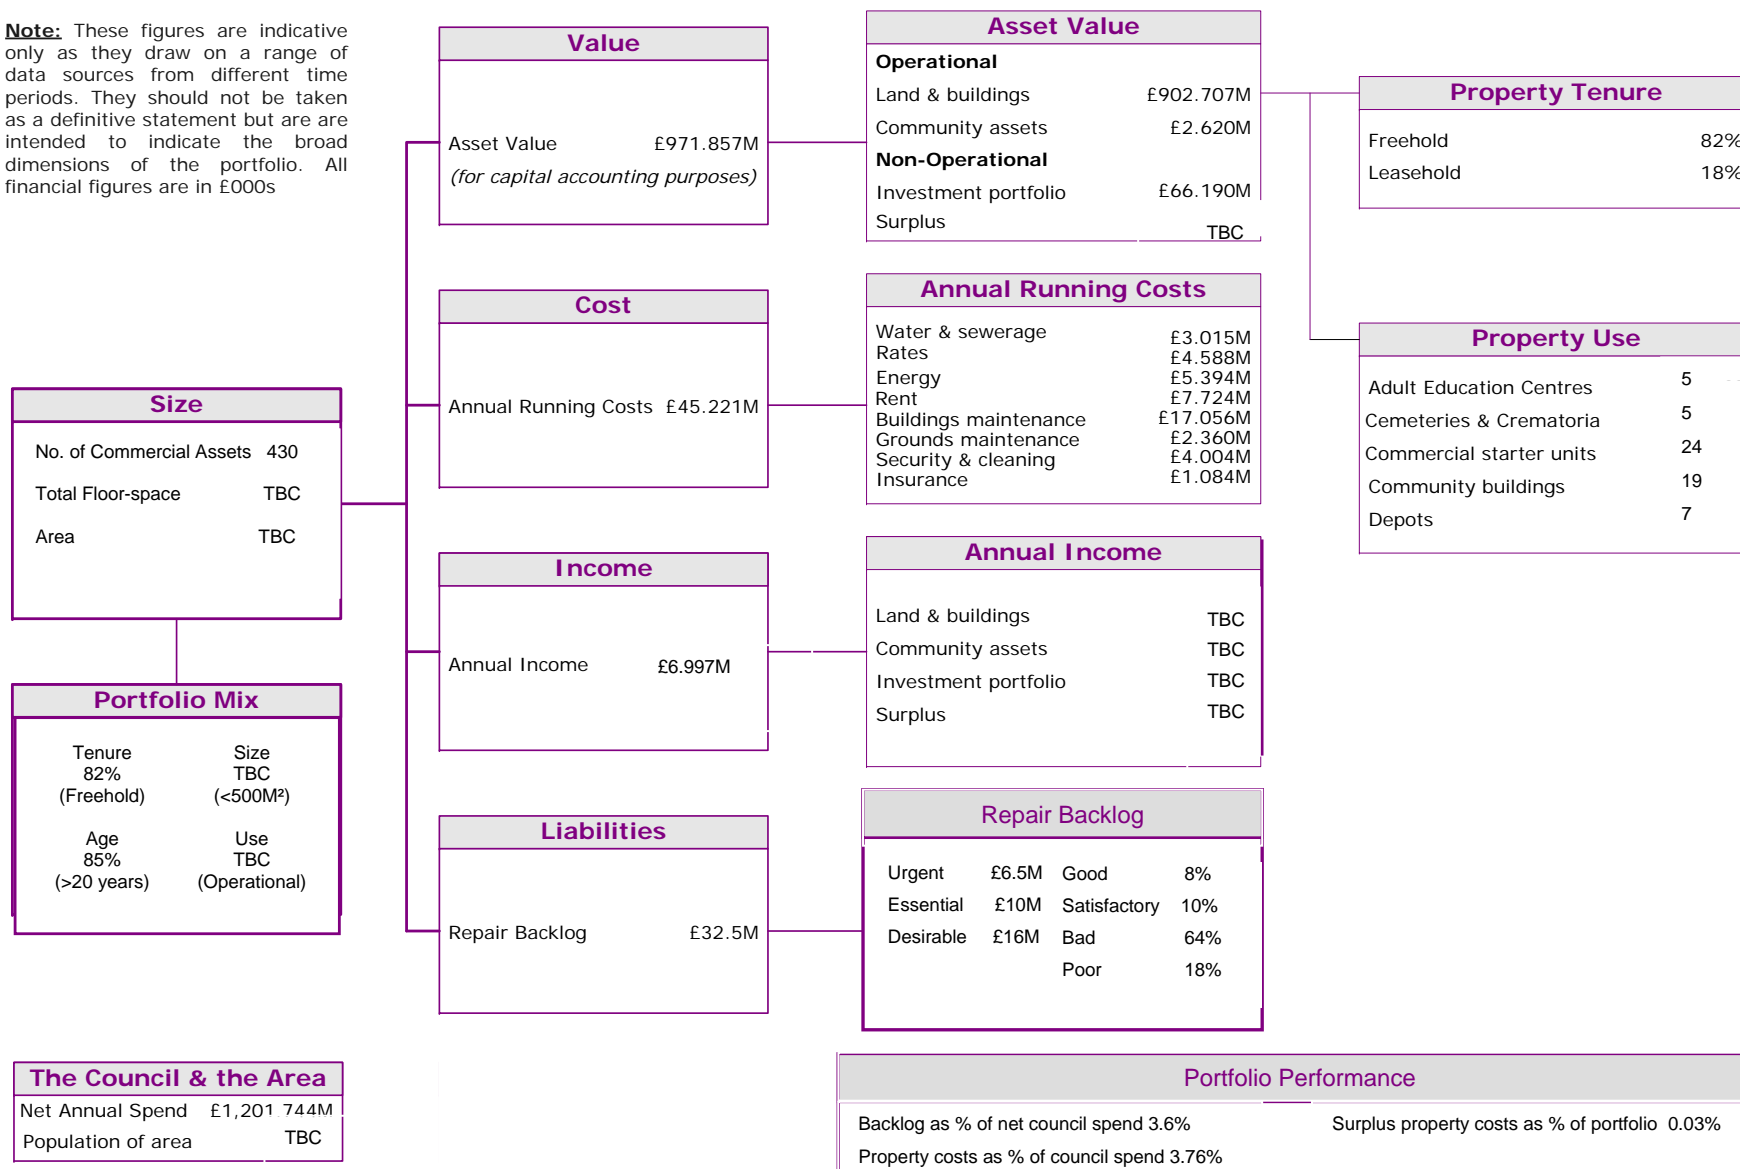 Note: These figures are indicative
only as they draw on a range of
data sources from different time
periods. They should not be taken
as a definitive statement but are are
intended to indicate the broad
dimensions of the portfolio. All
financial figures are in £000s
Size
No. of Commercial Assets 430
Total Floor-space TBC
Area TBC
Portfolio Mix
Tenure Size
82% TBC
(Freehold) (<500M²)
Age Use
85% TBC
(>20 years) (Operational)
The Council & the Area
Net Annual Spend £1,201.744M
Population of area TBC
Value
Asset Value £971.857M
(for capital accounting purposes)
Cost
Annual Running Costs £45.221M
Income
Annual Income £6.997M
Liabilities
Repair Backlog £32.5M
Asset Value
Operational
Land & buildings £902.707M
Community assets £2.620M
Non-Operational
Investment portfolio £66.190M
Surplus TBC
Annual Running Costs
Water & sewerage £3.015M
Rates £4.588M
Energy £5.394M
Rent £7.724M
Buildings maintenance £17.056M
Grounds maintenance £2.360M
Security & cleaning £4.004M
Insurance £1.084M
Annual Income
Land & buildings TBC
Community assets TBC
Investment portfolio TBC
Surplus TBC
Repair Backlog
Urgent £6.5M Good 8%
Essential £10M Satisfactory 10%
Desirable £16M Bad 64%
Poor 18%
Property Tenure
Freehold 82%
Leasehold 18%
Property Use
Adult Education Centres 5
Cemeteries & Crematoria 5
Commercial starter units 24
Community buildings 19
Depots 7
Portfolio Performance
Backlog as % of net council spend 3.6% Surplus property costs as % of portfolio 0.03%
Property costs as % of council spend 3.76%